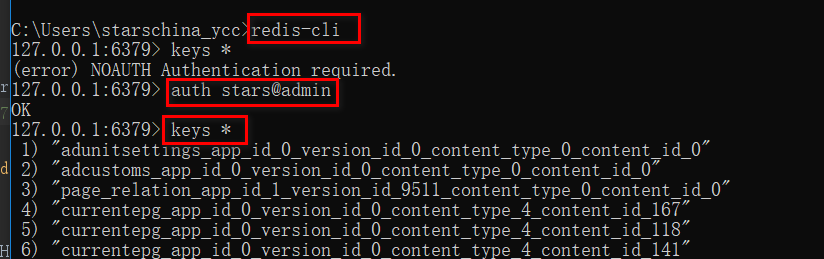 C:\Users\starschina_ycc>redis-cli
127.0.0.1:6379> keys *
(error) NOAUTH Authentication required.
127.0.0.1:6379> auth stars@admin
OK
127.0.0.1:6379> keys *
1) "adunitsettings_app_id_0_version_id_0_content_type_0_content_id_0"
2) "adcustoms_app_id_0_version_id_0_content_type_0_content_id_0"
3) "page_relation_app_id_1_version_id_9511_content_type_0_content_id_0"
4) "currentepg_app_id_0_version_id_0_content_type_4_content_id_167"
5) "currentepg_app_id_0_version_id_0_content_type_4_content_id_118"
6) "currentepg_app_id_0_version_id_0_content_type_4_content_id_141"